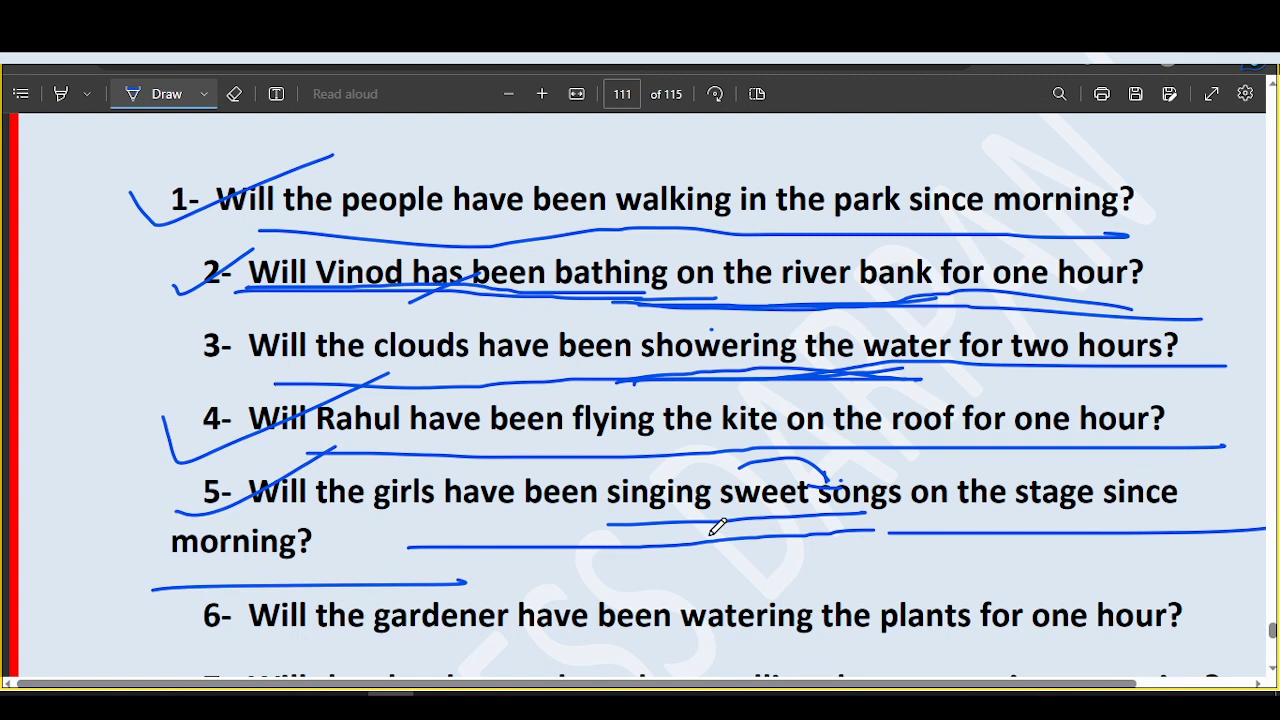 Draw
Read aloud
111
of 115
1- Will the people have been walking in the park since morning?
2- Will Vinod has been bathing on the river bank for one hour?
3- Will the clouds have been showering the water for two hours?
4- Will Rahul have been flying the kite on the roof for one hour?
5- Will the girls have been singing sweet songs on the stage since
morning?
6- Will the gardener have been watering the plants for one hour?